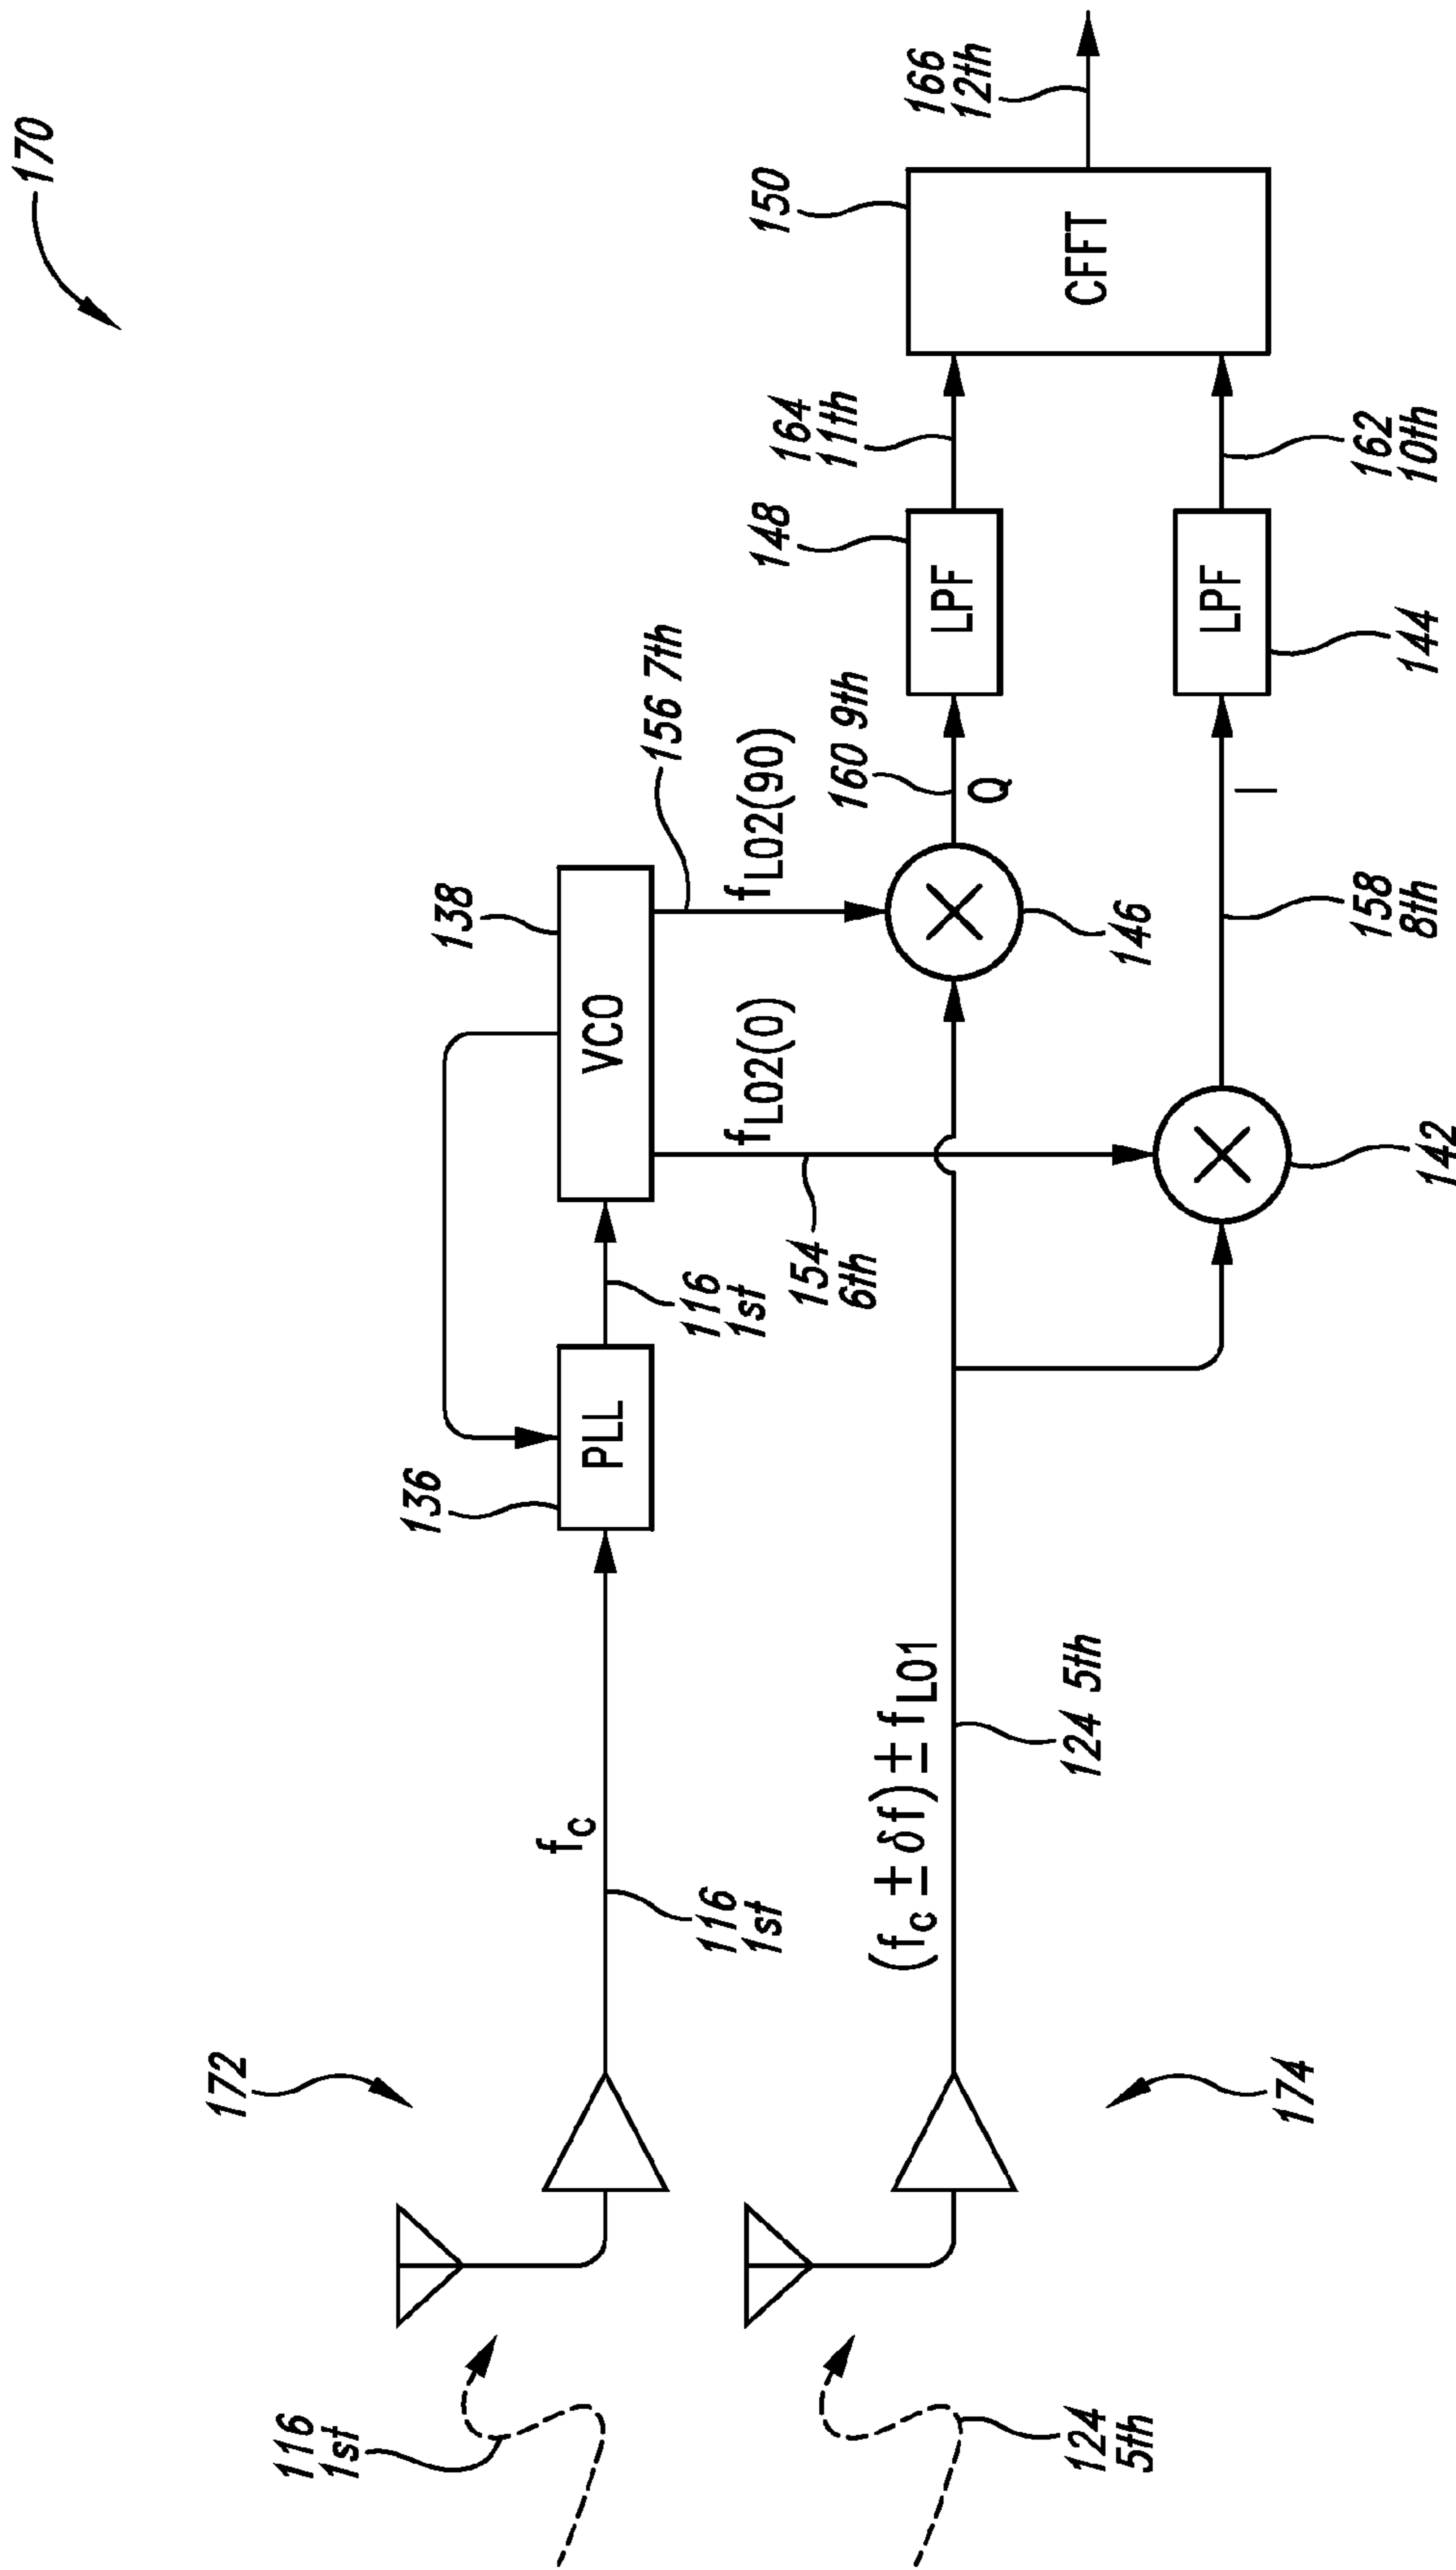 170
172
116
1st
f_c
116
1st
136
PLL
116
1st
138
VCO
f_LO2(0)
154
6th
f_LO2(90)
156 7th
124
5th
174
(f_c ± δf) ± f_LO1
124 5th
146
160 9th
Q
148
LPF
164
11th
142
158
8th
I
144
LPF
162
10th
150
CFFT
166
12th